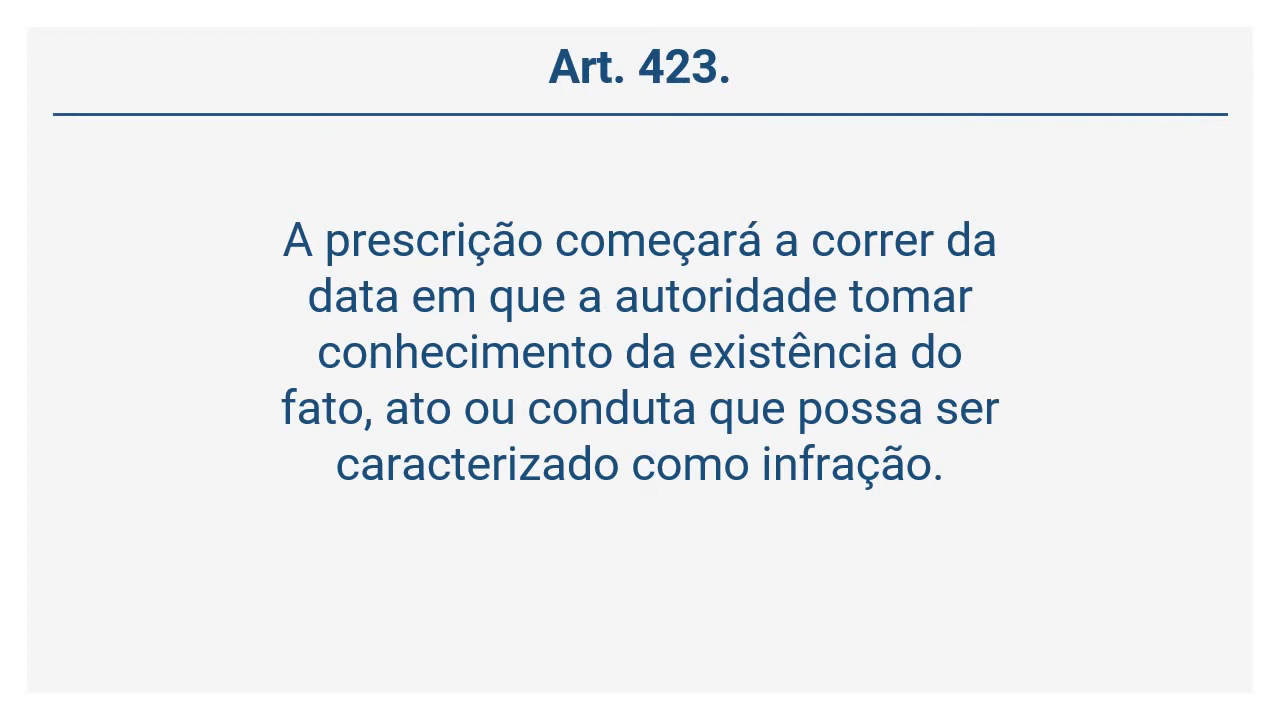 Art. 423.
A prescrição começará a correr da
data em que a autoridade tomar
conhecimento da existência do
fato, ato ou conduta que possa ser
caracterizado como infração.